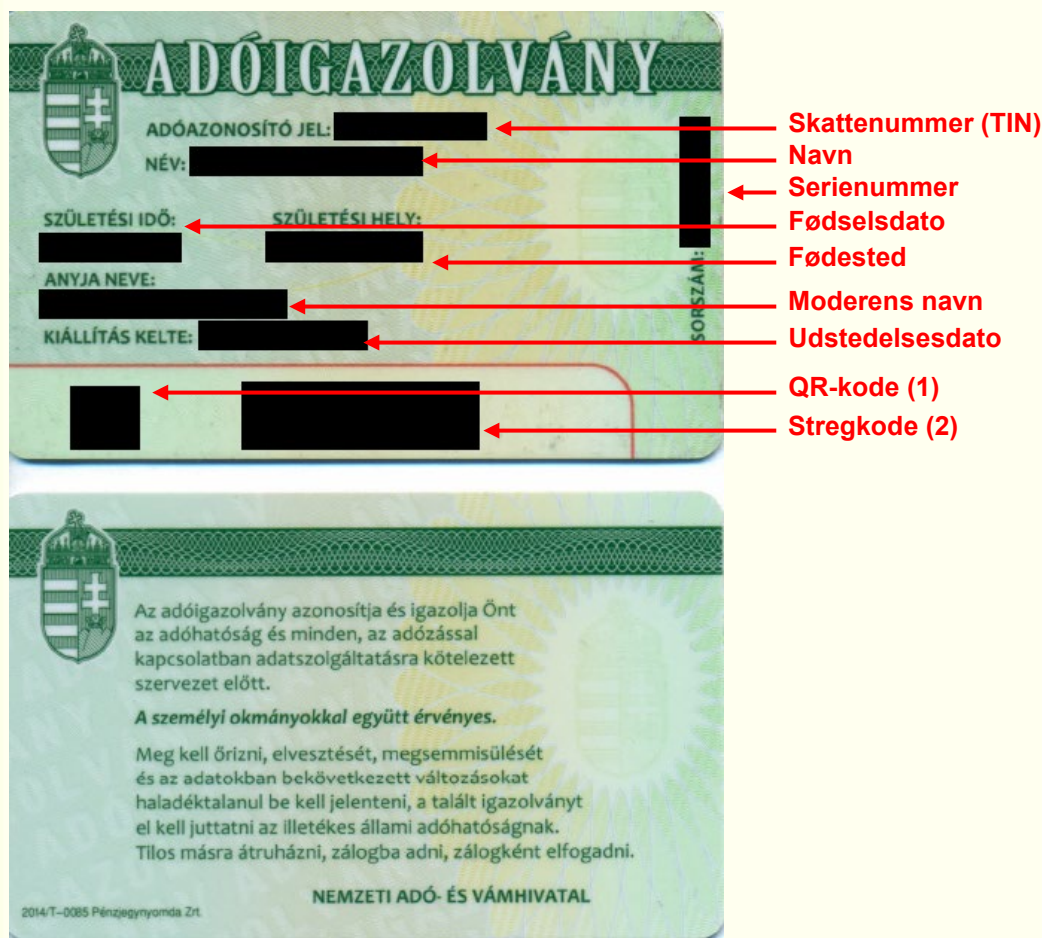 ADÓIGAZOLVÁNY
ADÓAZONOSÍTÓ JEL:
Skattenummer (TIN)
NÉV:
Navn
Serienummer
SZÜLETÉSI IDŐ:
SZÜLETÉSI HELY:
Fødselsdato
Fødested
ANYJA NEVE:
SORSZÁM:
Moderens navn
KIÁLLÍTÁS KELTE:
Udstedelsesdato
QR-kode (1)
Stregkode (2)
Az adóigazolvány azonosítja és igazolja Önt
az adóhatóság és minden, az adózással
kapcsolatban adatszolgáltatásra kötelezett
szervezet előtt.
A személyi okmányokkal együtt érvényes.
Meg kell őrizni, elvesztését, megsemmisülését
és az adatokban bekövetkezett változásokat
haladéktalanul be kell jelenteni, a talált igazolványt
el kell juttatni az illetékes állami adóhatóságnak.
Tilos másra átruházni, zálogba adni, zálogként elfogadni.
NEMZETI ADÓ- ÉS VÁMHIVATAL
2014/T–0085 Pénzjegynyomda Zrt.